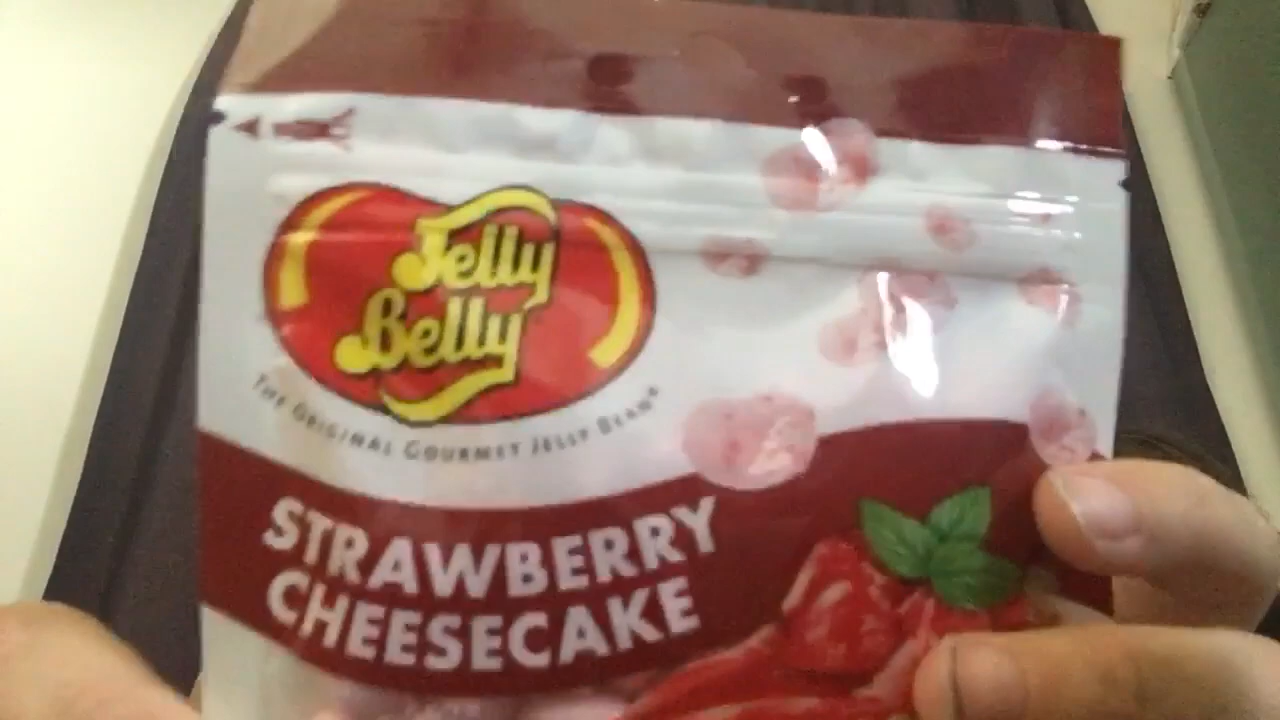 Jelly
Belly
THE ORIGINAL GOURMET JELLY BEAN®
STRAWBERRY
CHEESECAKE